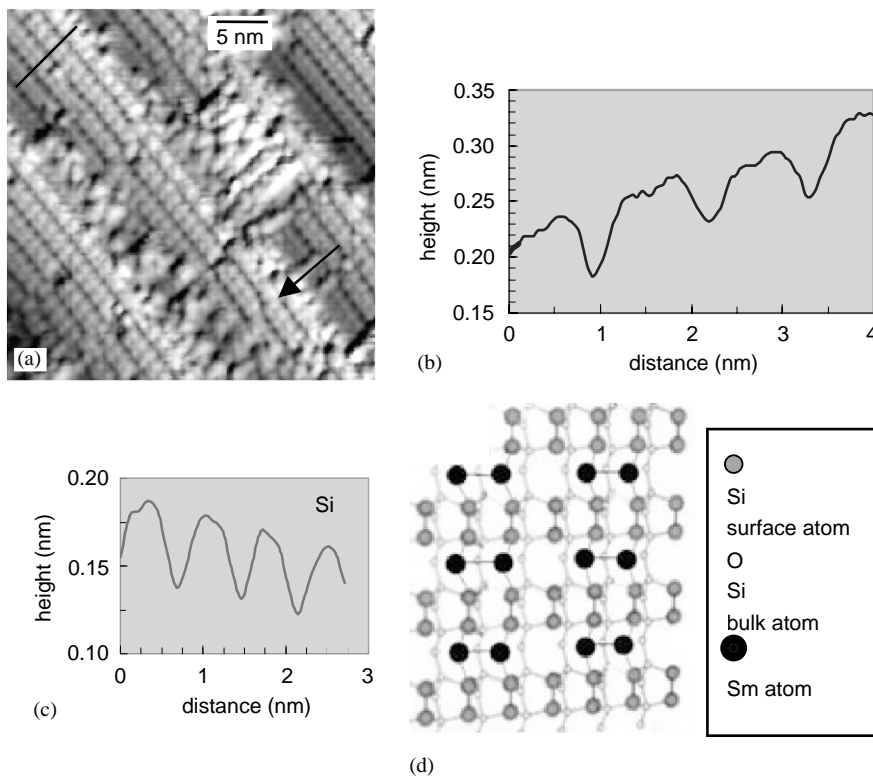 5 nm
(a)
0.35
0.30
0.25
0.20
0.15
height (nm)
0
1
2
3
4
distance (nm)
(b)
0.20
0.15
0.10
height (nm)
Si
0
1
2
3
distance (nm)
(c)
Si
surface atom
O
Si
bulk atom
Sm atom
(d)